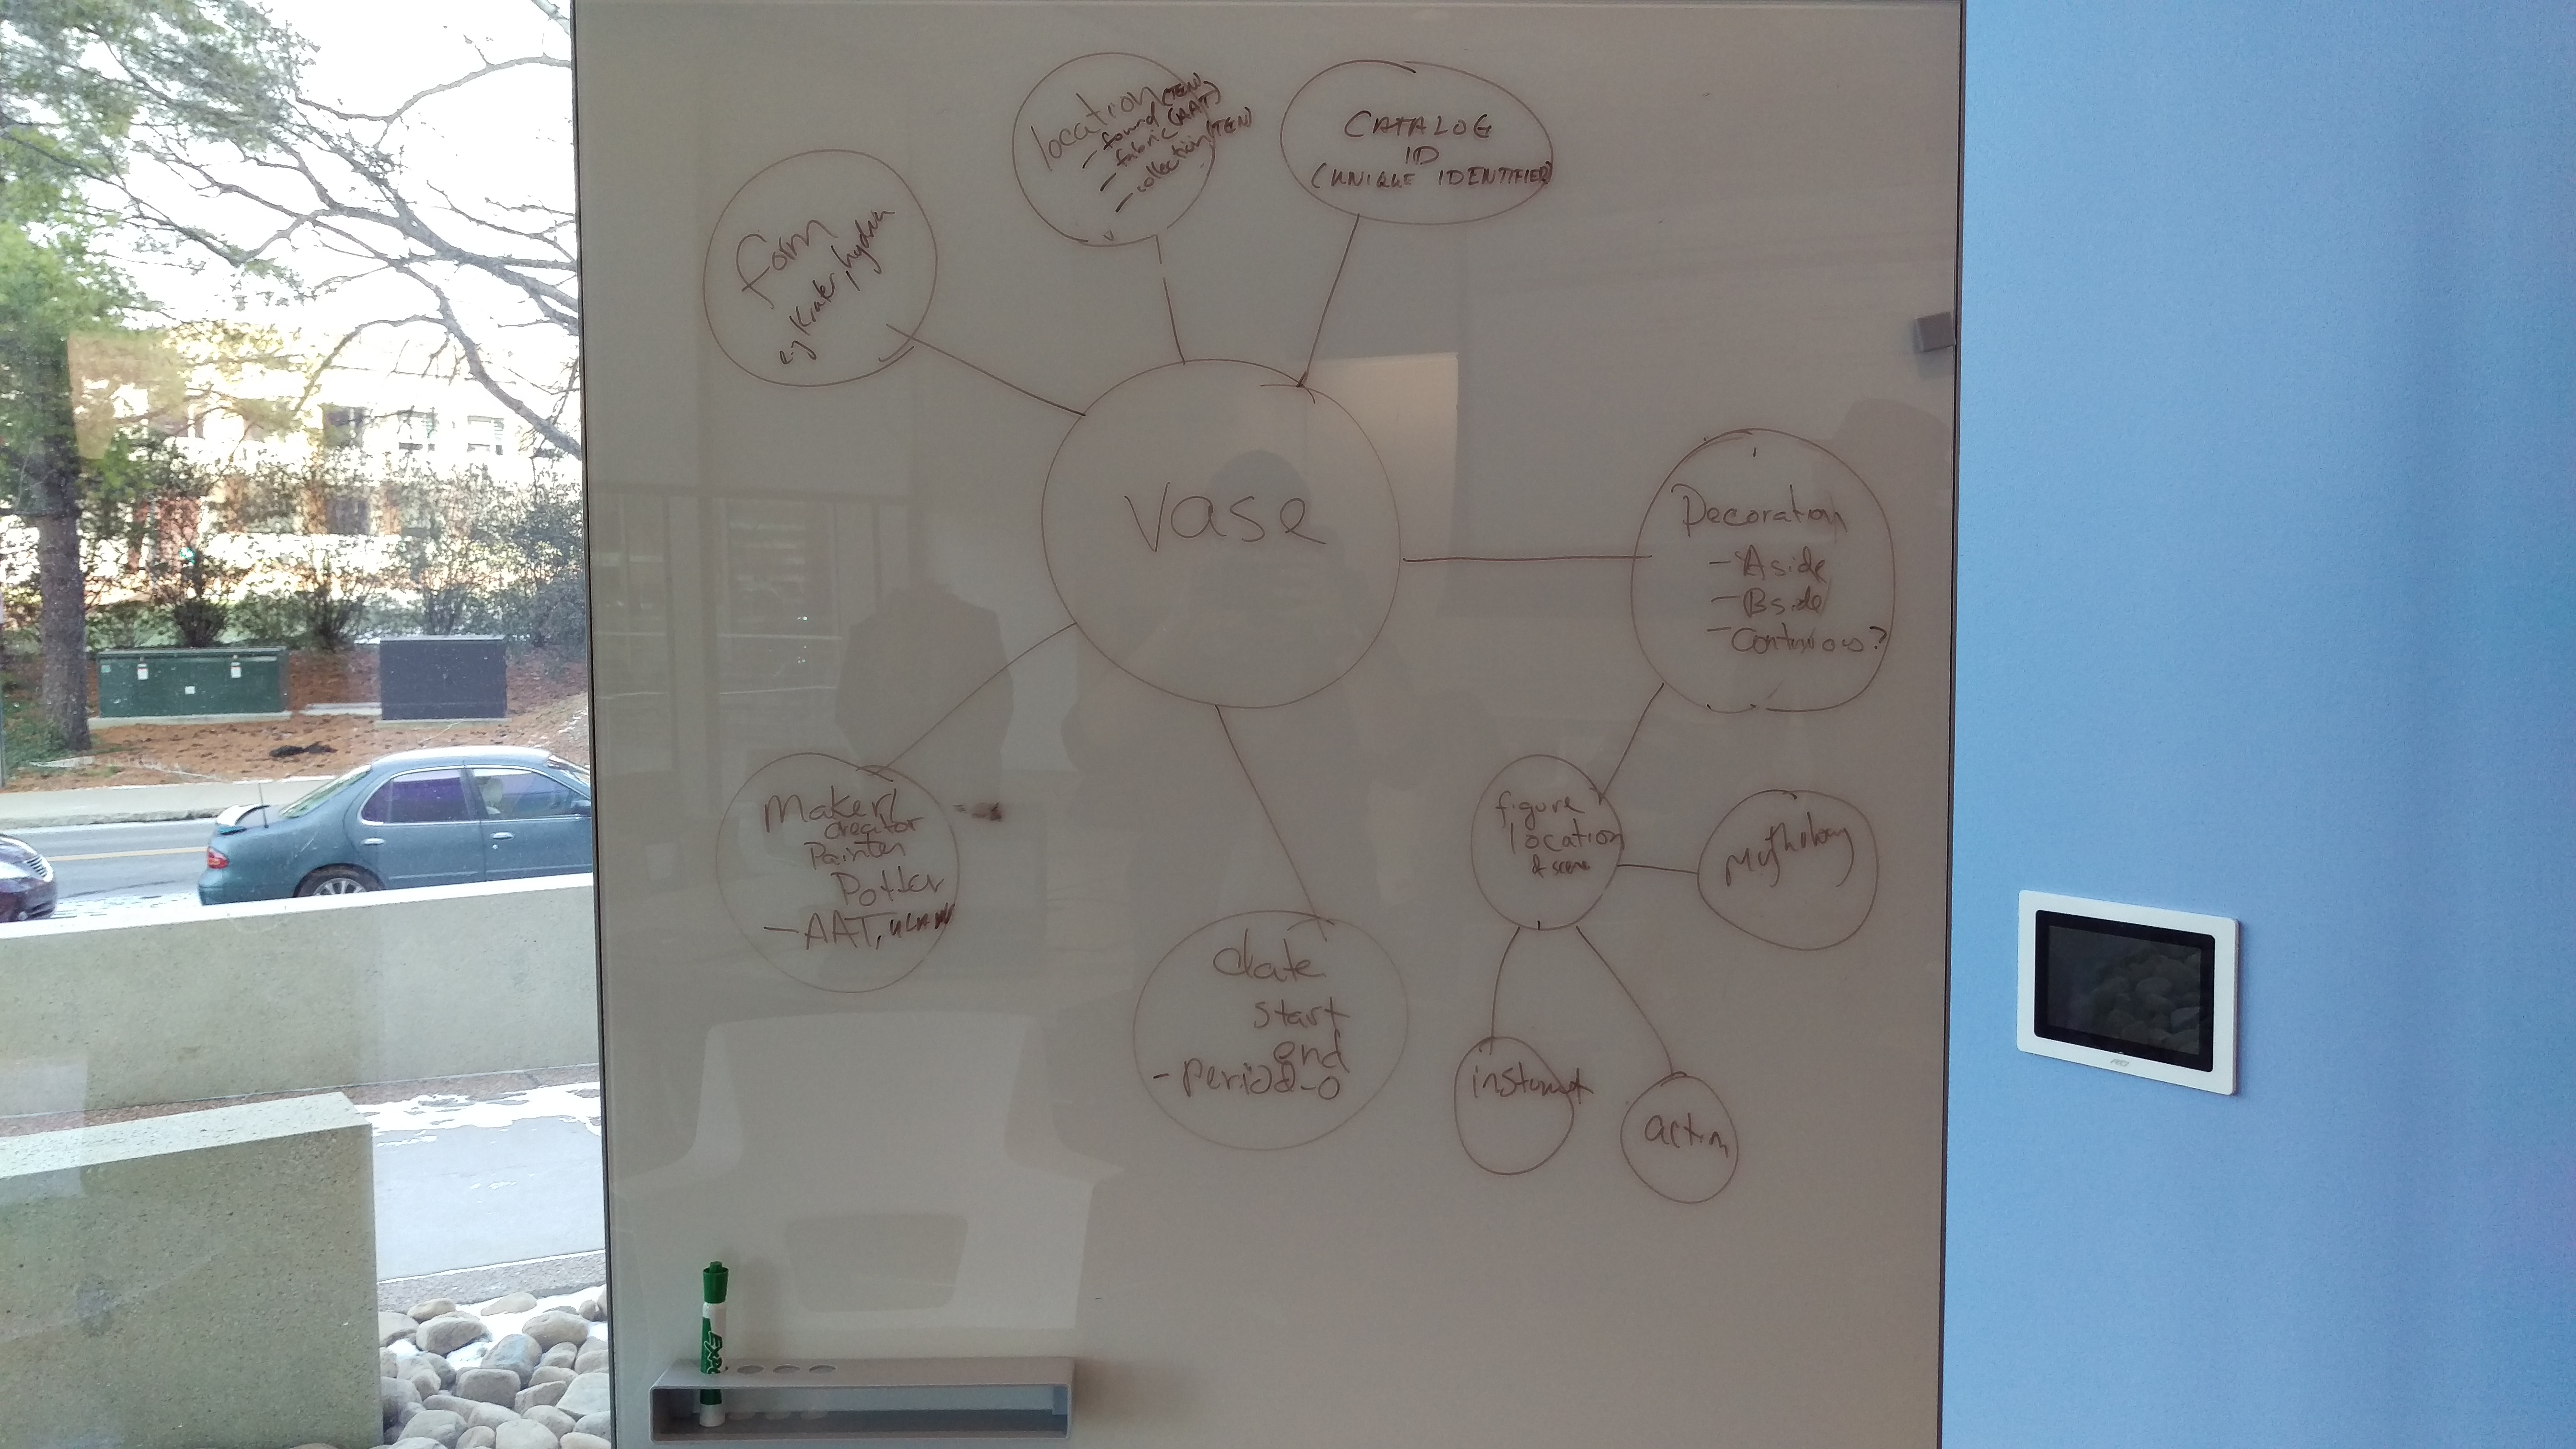 location
- found (TGN)
- fabric (AAT)
- collection (TGN)
CATALOG
ID
(UNIQUE IDENTIFIER)
form
e.g Krater, hydria
Vase
Decoration
- A side
- B side
- Continuous?
Maker/
creator
Painter
Potter
- AAT, ULAN
figure
location
& scene
Mythology
date
start
end
- period-o
instrument
action
EXPO